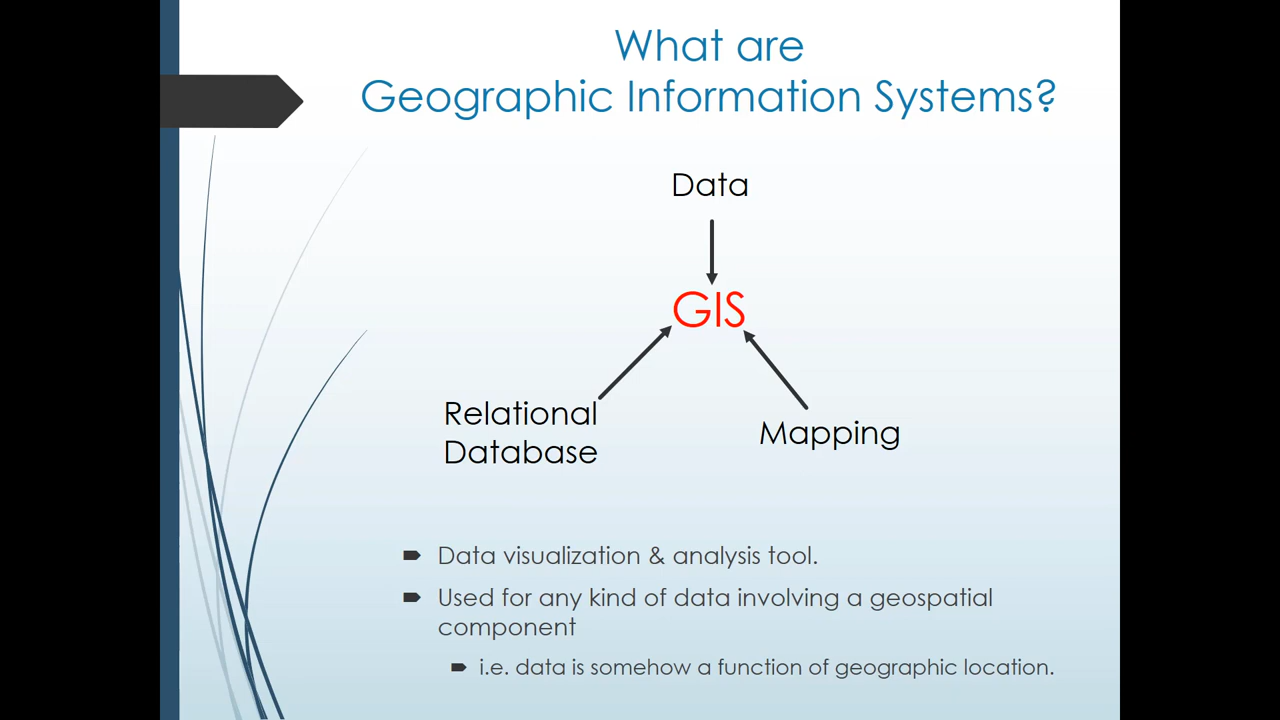 What are
Geographic Information Systems?
Data
GIS
Relational
Database
Mapping
Data visualization & analysis tool.
Used for any kind of data involving a geospatial
component
i.e. data is somehow a function of geographic location.